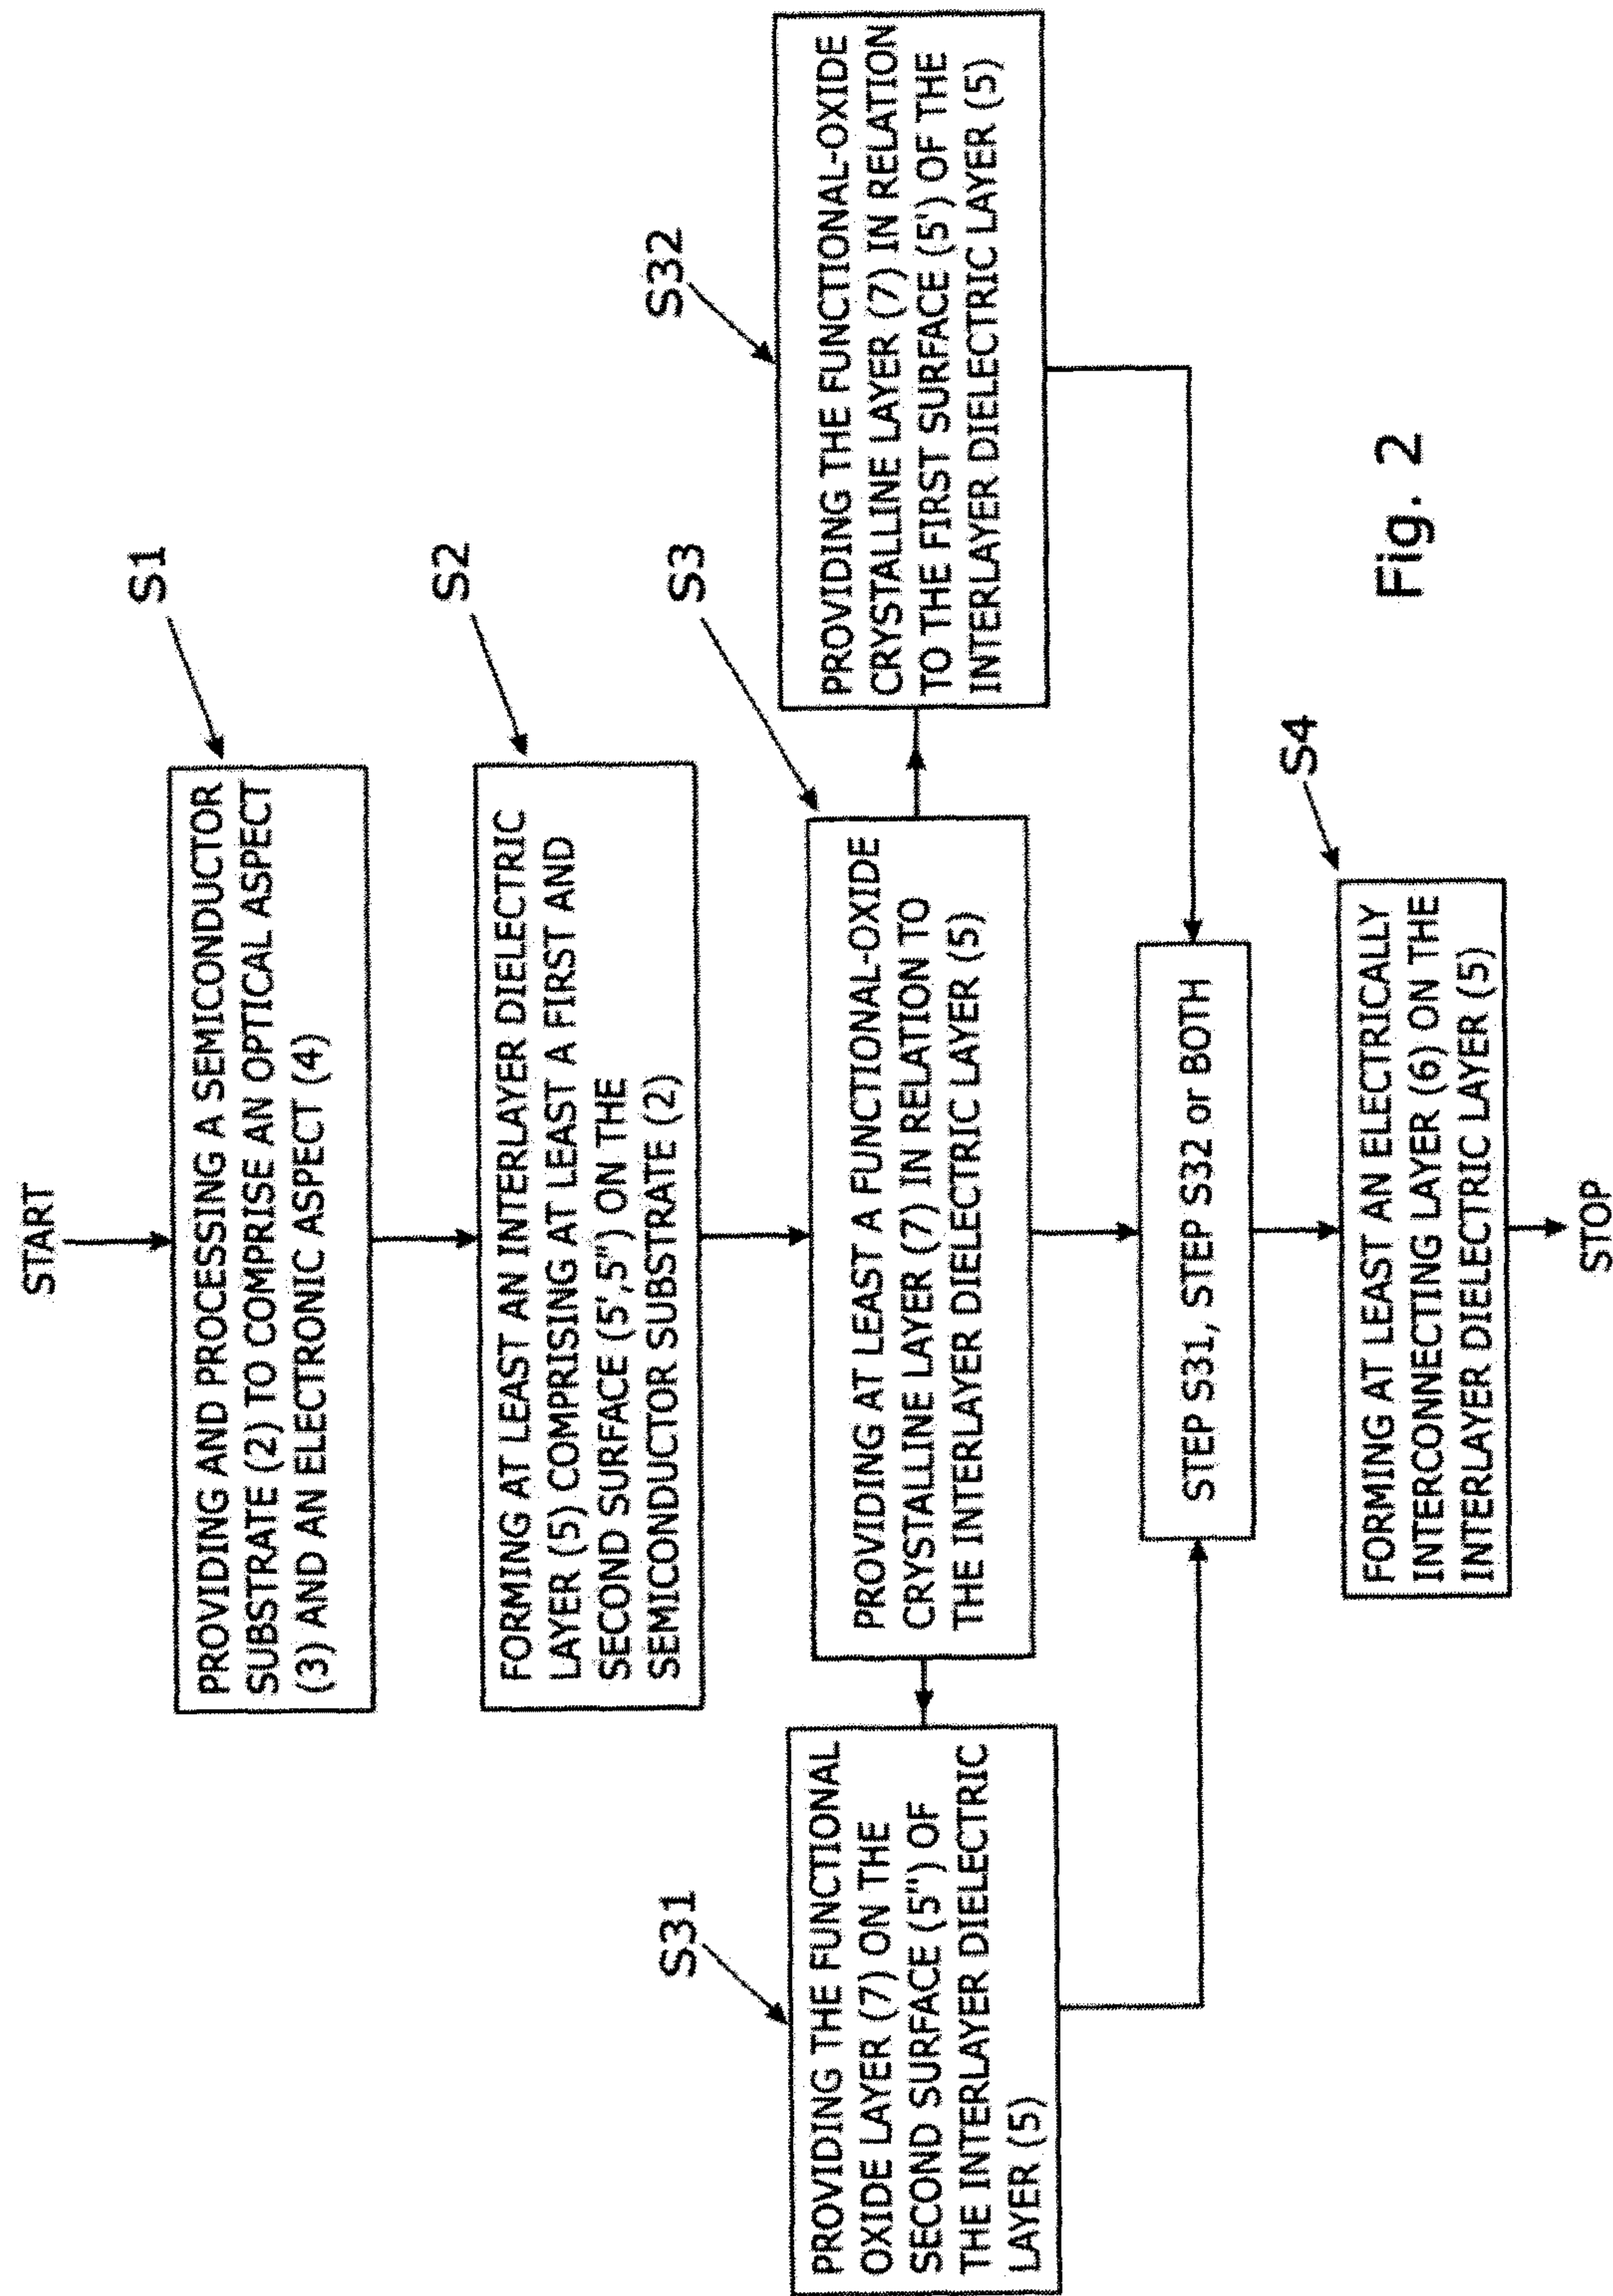 START
S1
PROVIDING AND PROCESSING A SEMICONDUCTOR
SUBSTRATE (2) TO COMPRISE AN OPTICAL ASPECT
(3) AND AN ELECTRONIC ASPECT (4)
S2
FORMING AT LEAST AN INTERLAYER DIELECTRIC
LAYER (5) COMPRISING AT LEAST A FIRST AND
SECOND SURFACE (5',5") ON THE
SEMICONDUCTOR SUBSTRATE (2)
S31
PROVIDING THE FUNCTIONAL
OXIDE LAYER (7) ON THE
SECOND SURFACE (5") OF
THE INTERLAYER DIELECTRIC
LAYER (5)
S3
PROVIDING AT LEAST A FUNCTIONAL-OXIDE
CRYSTALLINE LAYER (7) IN RELATION TO
THE INTERLAYER DIELECTRIC LAYER (5)
S32
PROVIDING THE FUNCTIONAL-OXIDE
CRYSTALLINE LAYER (7) IN RELATION
TO THE FIRST SURFACE (5') OF THE
INTERLAYER DIELECTRIC LAYER (5)
STEP S31, STEP S32 or BOTH
S4
FORMING AT LEAST AN ELECTRICALLY
INTERCONNECTING LAYER (6) ON THE
INTERLAYER DIELECTRIC LAYER (5)
STOP
Fig. 2